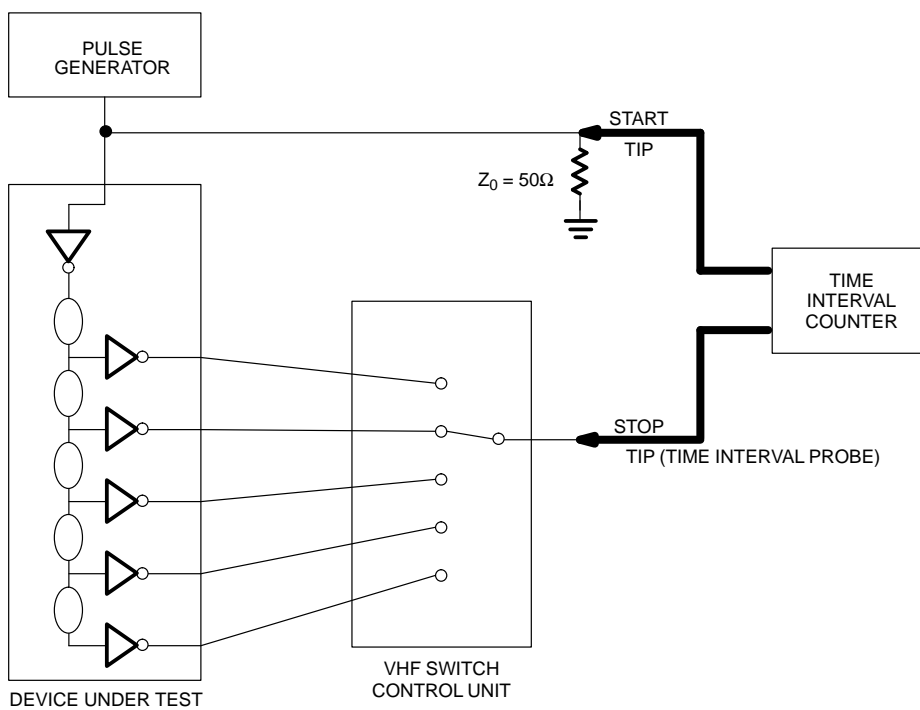 PULSE
GENERATOR
START
TIP
Z0 = 50Ω
TIME
INTERVAL
COUNTER
STOP
TIP (TIME INTERVAL PROBE)
VHF SWITCH
CONTROL UNIT
DEVICE UNDER TEST